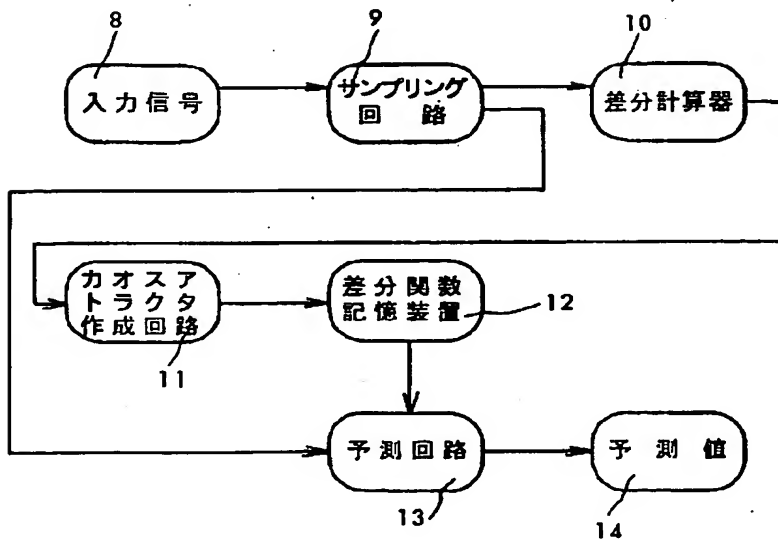 8
入力信号
9
サンプリング
回路
10
差分計算器
カオスア
トラクタ
作成回路
11
差分関数
記憶装置
12
予測回路
13
予測値
14